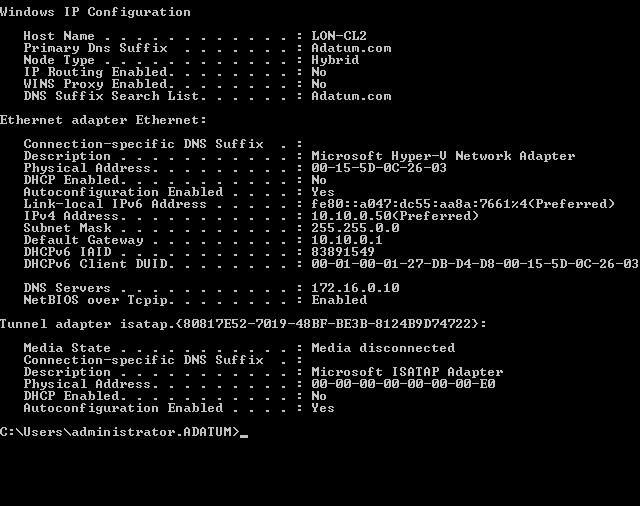 Windows IP Configuration
Host Name . . . . . . . . . . . . : LON-CL2
Primary Dns Suffix  . . . . . . . : Adatum.com
Node Type . . . . . . . . . . . . : Hybrid
IP Routing Enabled. . . . . . . . : No
WINS Proxy Enabled. . . . . . . . : No
DNS Suffix Search List. . . . . . : Adatum.com
Ethernet adapter Ethernet:
Connection-specific DNS Suffix  . :
Description . . . . . . . . . . . : Microsoft Hyper-V Network Adapter
Physical Address. . . . . . . . . : 00-15-5D-0C-26-03
DHCP Enabled. . . . . . . . . . . : No
Autoconfiguration Enabled . . . . : Yes
Link-local IPv6 Address . . . . . : fe80::a047:dc55:aa8a:7661%4(Preferred)
IPv4 Address. . . . . . . . . . . : 10.10.0.50(Preferred)
Subnet Mask . . . . . . . . . . . : 255.255.0.0
Default Gateway . . . . . . . . . : 10.10.0.1
DHCPv6 IAID . . . . . . . . . . . : 83891549
DHCPv6 Client DUID. . . . . . . . : 00-01-00-01-27-DB-D4-D8-00-15-5D-0C-26-03
DNS Servers . . . . . . . . . . . : 172.16.0.10
NetBIOS over Tcpip. . . . . . . . : Enabled
Tunnel adapter isatap.{80817E52-7019-48BF-BE3B-8124B9D74722}:
Media State . . . . . . . . . . . : Media disconnected
Connection-specific DNS Suffix  . :
Description . . . . . . . . . . . : Microsoft ISATAP Adapter
Physical Address. . . . . . . . . : 00-00-00-00-00-00-00-E0
DHCP Enabled. . . . . . . . . . . : No
Autoconfiguration Enabled . . . . : Yes
C:\Users\administrator.ADATUM>_